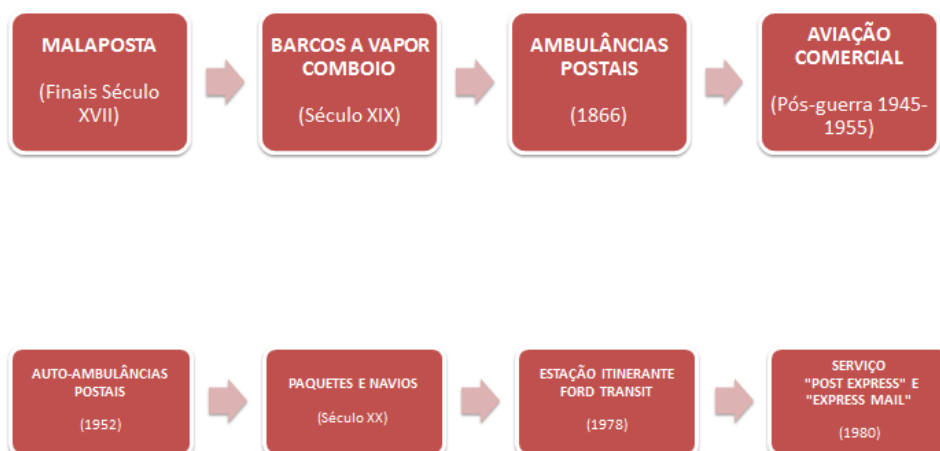 MALAPOSTA
(Finais Século
XVII)
BARCOS A VAPOR
COMBOIO
(Século XIX)
AMBULÂNCIAS
POSTAIS
(1866)
AVIAÇÃO
COMERCIAL
(Pós-guerra 1945-
1955)
AUTO-AMBULÂNCIAS
POSTAIS
(1952)
PAQUETES E NAVIOS
(Século XX)
ESTAÇÃO ITINERANTE
FORD TRANSIT
(1978)
SERVIÇO
"POST EXPRESS" E
"EXPRESS MAIL"
(1980)